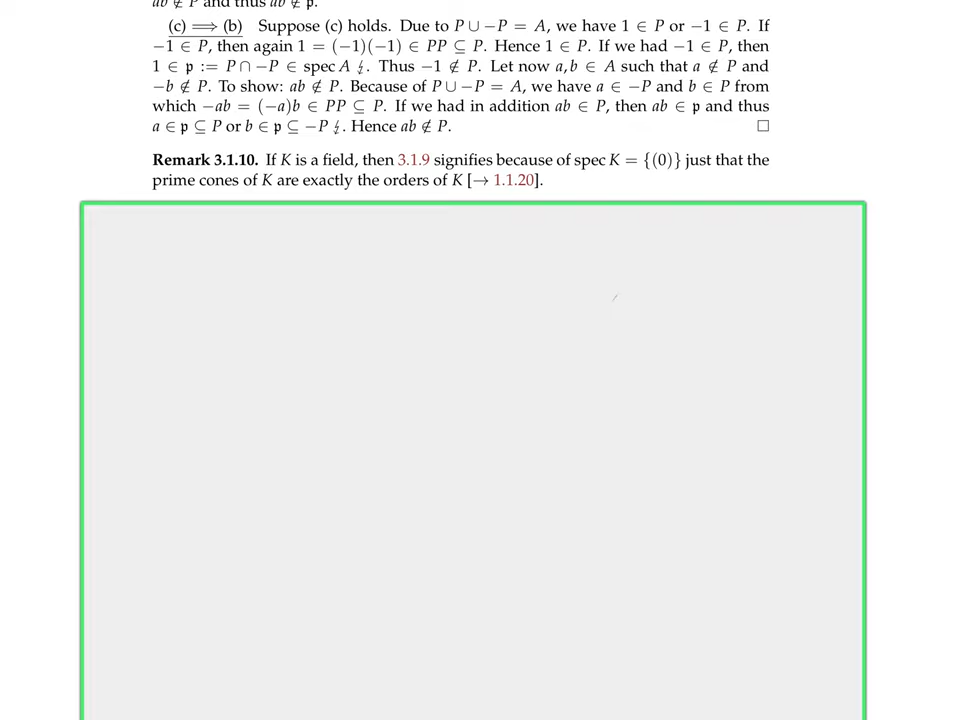 ab ∉ P and thus ab ∉ 𝔭.
(c) ⟹ (b) Suppose (c) holds. Due to P ∪ −P = A, we have 1 ∈ P or −1 ∈ P. If
−1 ∈ P, then again 1 = (−1)(−1) ∈ PP ⊆ P. Hence 1 ∈ P. If we had −1 ∈ P, then
1 ∈ 𝔭 := P ∩ −P ∈ spec A ↯. Thus −1 ∉ P. Let now a, b ∈ A such that a ∉ P and
−b ∉ P. To show: ab ∉ P. Because of P ∪ −P = A, we have a ∈ −P and b ∈ P from
which −ab = (−a)b ∈ PP ⊆ P. If we had in addition ab ∈ P, then ab ∈ 𝔭 and thus
a ∈ 𝔭 ⊆ P or b ∈ 𝔭 ⊆ −P ↯. Hence ab ∉ P. □
Remark 3.1.10. If K is a field, then 3.1.9 signifies because of spec K = {(0)} just that the
prime cones of K are exactly the orders of K [→ 1.1.20].